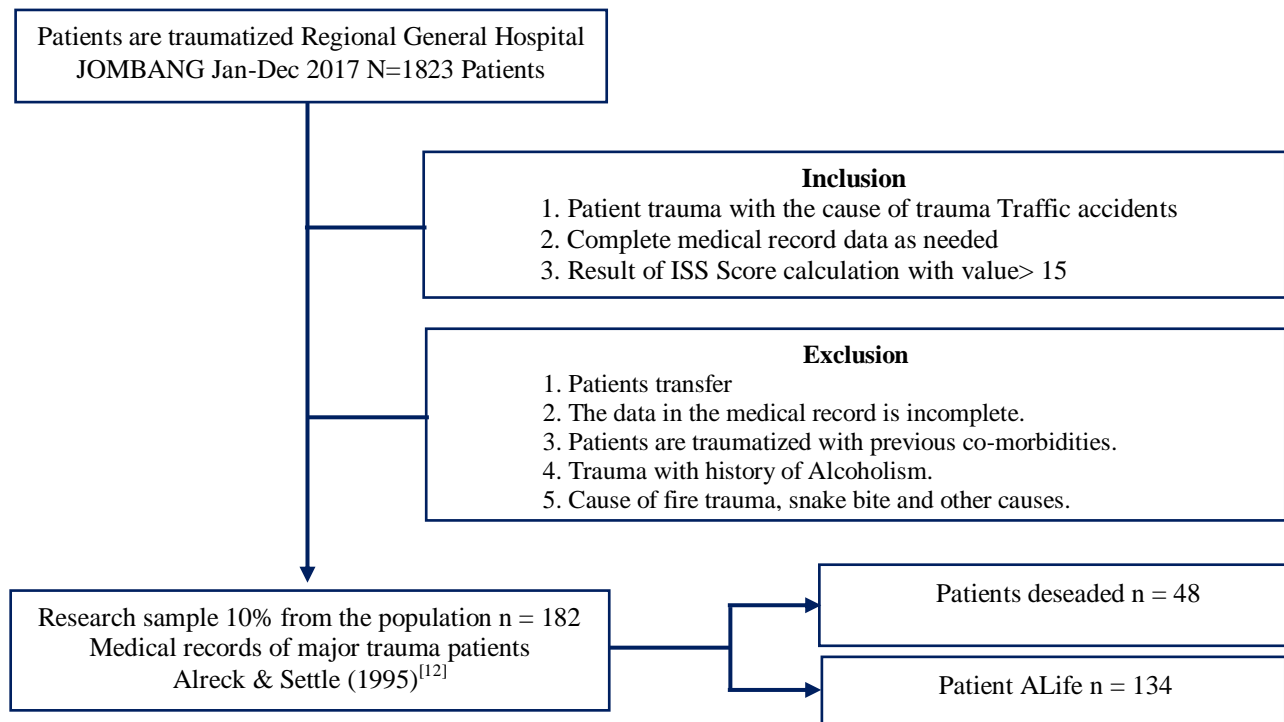 Patients are traumatized Regional General Hospital
JOMBANG Jan-Dec 2017 N=1823 Patients
Inclusion
1. Patient trauma with the cause of trauma Traffic accidents
2. Complete medical record data as needed
3. Result of ISS Score calculation with value> 15
Exclusion
1. Patients transfer
2. The data in the medical record is incomplete.
3. Patients are traumatized with previous co-morbidities.
4. Trauma with history of Alcoholism.
5. Cause of fire trauma, snake bite and other causes.
Research sample 10% from the population n = 182
Medical records of major trauma patients
Alreck & Settle (1995)[12]
Patients deseaded n = 48
Patient ALife n = 134